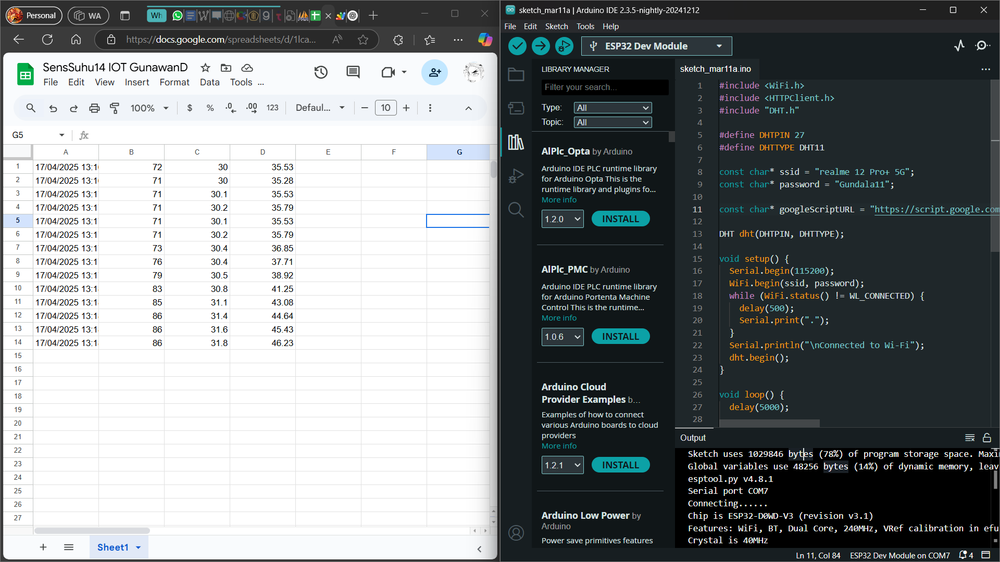 Personal
WA
Wh
https://docs.google.com/spreadsheets/d/1lca...
SensSuhu14 IOT GunawanD
File Edit View Insert Format Data Tools ...
100% $ % .0 .00 123 Defaul... 10
G5 fx
A B C D E F G
1 17/04/2025 13:1 72 30 35.53
2 17/04/2025 13:1 71 30 35.28
3 17/04/2025 13:1 71 30.1 35.53
4 17/04/2025 13:1 71 30.2 35.79
5 17/04/2025 13:1 71 30.1 35.53
6 17/04/2025 13:1 71 30.2 35.79
7 17/04/2025 13:1 73 30.4 36.85
8 17/04/2025 13:1 76 30.4 37.71
9 17/04/2025 13:1 79 30.5 38.92
10 17/04/2025 13:1 83 30.8 41.25
11 17/04/2025 13:1 85 31.1 43.08
12 17/04/2025 13:1 86 31.4 44.64
13 17/04/2025 13:1 86 31.6 45.43
14 17/04/2025 13:1 86 31.8 46.23
15
16
17
18
19
20
21
22
23
24
25
26
27
Sheet1
sketch_mar11a | Arduino IDE 2.3.5-nightly-20241212
File Edit Sketch Tools Help
ESP32 Dev Module
LIBRARY MANAGER
Filter your search...
Type: All
Topic: All
AlPlc_Opta by Arduino
Arduino IDE PLC runtime library
for Arduino Opta This is the
runtime library and plugins fo...
More info
1.2.0 INSTALL
AlPlc_PMC by Arduino
Arduino IDE PLC runtime library
for Arduino Portenta Machine
Control This is the runtime...
More info
1.0.6 INSTALL
Arduino Cloud
Provider Examples b...
Examples of how to connect
various Arduino boards to cloud
providers
More info
1.2.1 INSTALL
Arduino Low Power by
Arduino
Power save primitives features
sketch_mar11a.ino
1 #include <WiFi.h>
2 #include <HTTPClient.h>
3 #include "DHT.h"
4
5 #define DHTPIN 27
6 #define DHTTYPE DHT11
7
8 const char* ssid = "realme 12 Pro+ 5G";
9 const char* password = "Gundala11";
10
11 const char* googleScriptURL = "https://script.google.com
12
13 DHT dht(DHTPIN, DHTTYPE);
14
15 void setup() {
16 Serial.begin(115200);
17 WiFi.begin(ssid, password);
18 while (WiFi.status() != WL_CONNECTED) {
19 delay(500);
20 Serial.print(".");
21 }
22 Serial.println("\nConnected to Wi-Fi");
23 dht.begin();
24 }
25
26 void loop() {
27 delay(5000);
28
Output
Sketch uses 1029846 bytes (78%) of program storage space. Maxi
Global variables use 48256 bytes (14%) of dynamic memory, leav
esptool.py v4.8.1
Serial port COM7
Connecting......
Chip is ESP32-D0WD-V3 (revision v3.1)
Features: WiFi, BT, Dual Core, 240MHz, VRef calibration in efu
Crystal is 40MHz
Ln 11, Col 84 ESP32 Dev Module on COM7 4